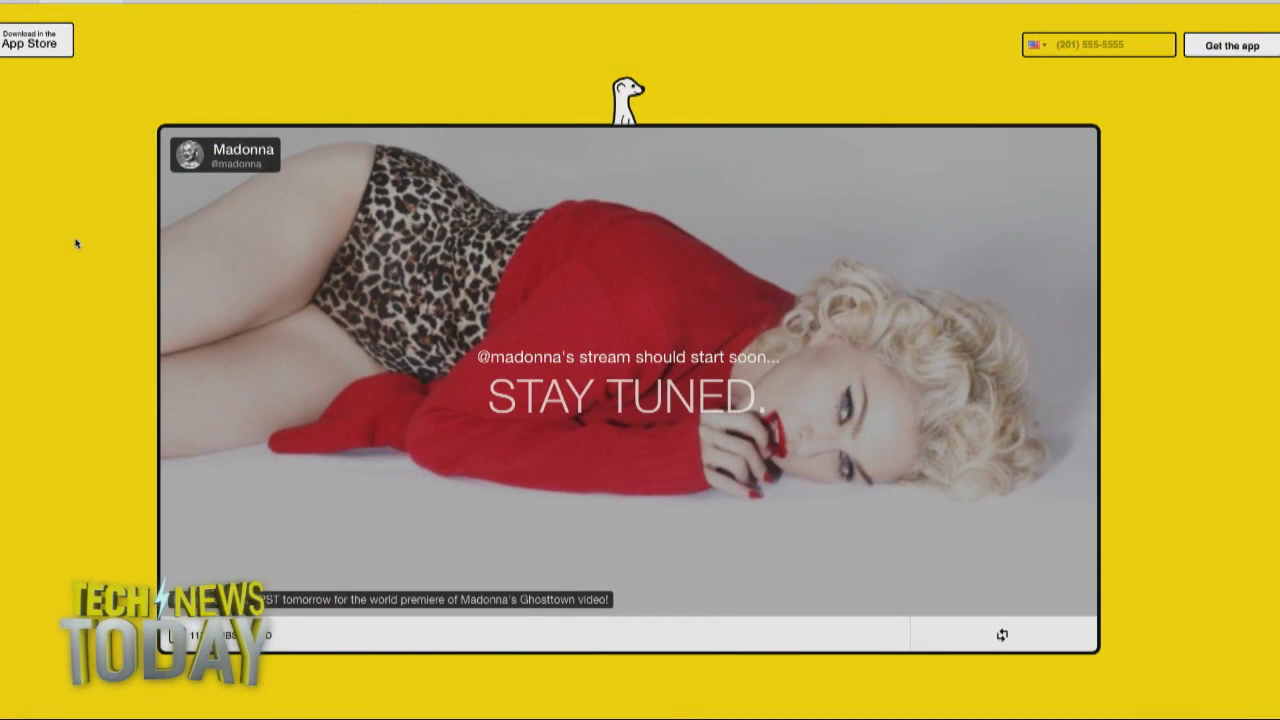 Download in the
App Store
(201) 555-5555
Get the app
Madonna
@madonna
@madonna's stream should start soon...
STAY TUNED.
PST tomorrow for the world premiere of Madonna's Ghosttown video!
TECH NEWS
TODAY